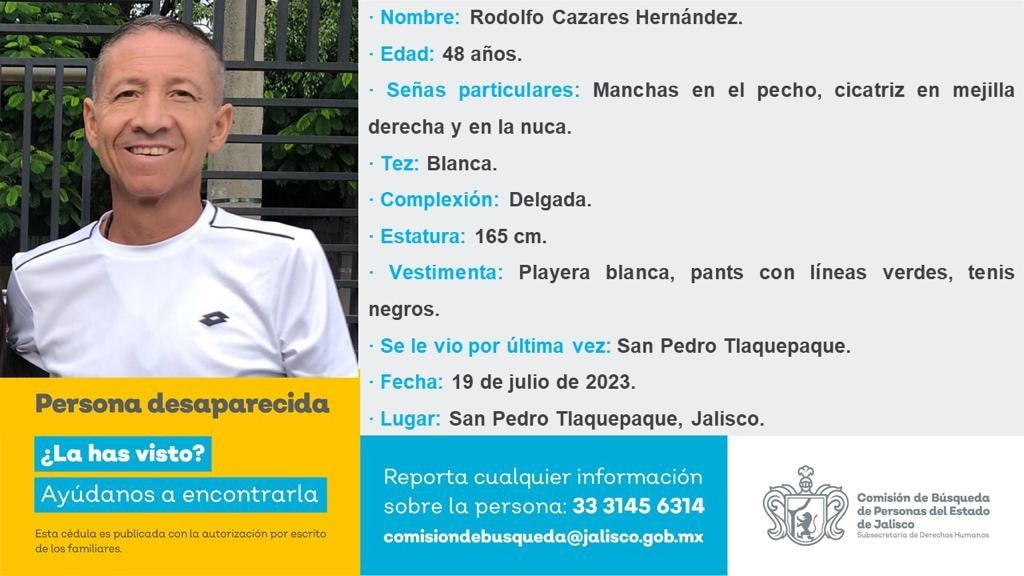 · Nombre: Rodolfo Cazares Hernández.
· Edad: 48 años.
· Señas particulares: Manchas en el pecho, cicatriz en mejilla
derecha y en la nuca.
· Tez: Blanca.
· Complexión: Delgada.
· Estatura: 165 cm.
· Vestimenta: Playera blanca, pants con líneas verdes, tenis
negros.
· Se le vio por última vez: San Pedro Tlaquepaque.
· Fecha: 19 de julio de 2023.
· Lugar: San Pedro Tlaquepaque, Jalisco.
Persona desaparecida
¿La has visto?
Ayúdanos a encontrarla
Esta cédula es publicada con la autorización por escrito
de los familiares.
Reporta cualquier información
sobre la persona: 33 3145 6314
comisiondebusqueda@jalisco.gob.mx
Comisión de Búsqueda
de Personas del Estado
de Jalisco
Subsecretaría de Derechos Humanos